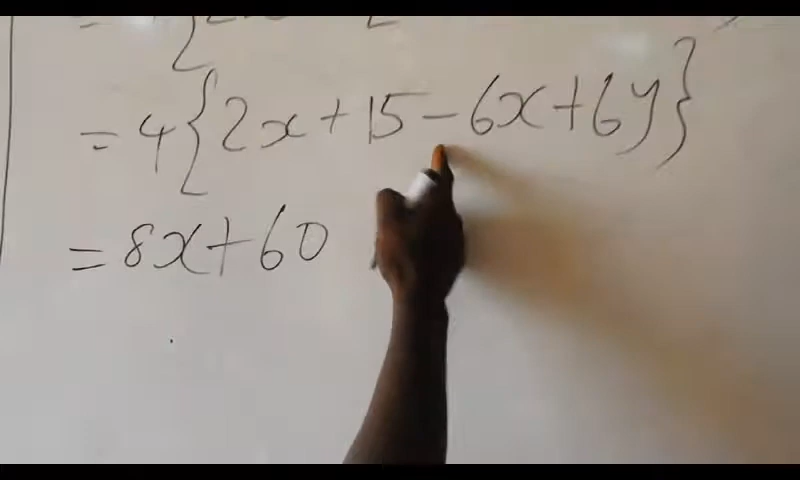 = 4{2x + 15 - 6x + 6y}
= 8x + 60